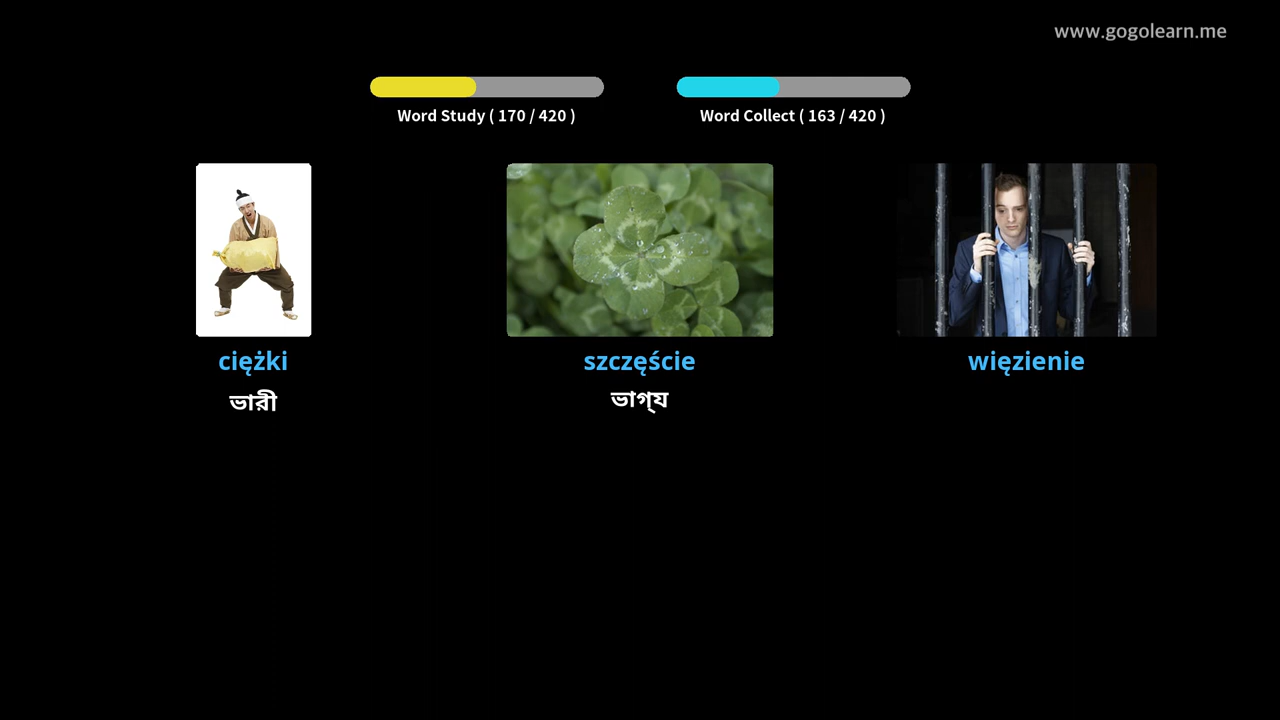 www.gogolearn.me
Word Study ( 170 / 420 )
Word Collect ( 163 / 420 )
ciężki
szczęście
więzienie
ভারী
ভাগ্‌য